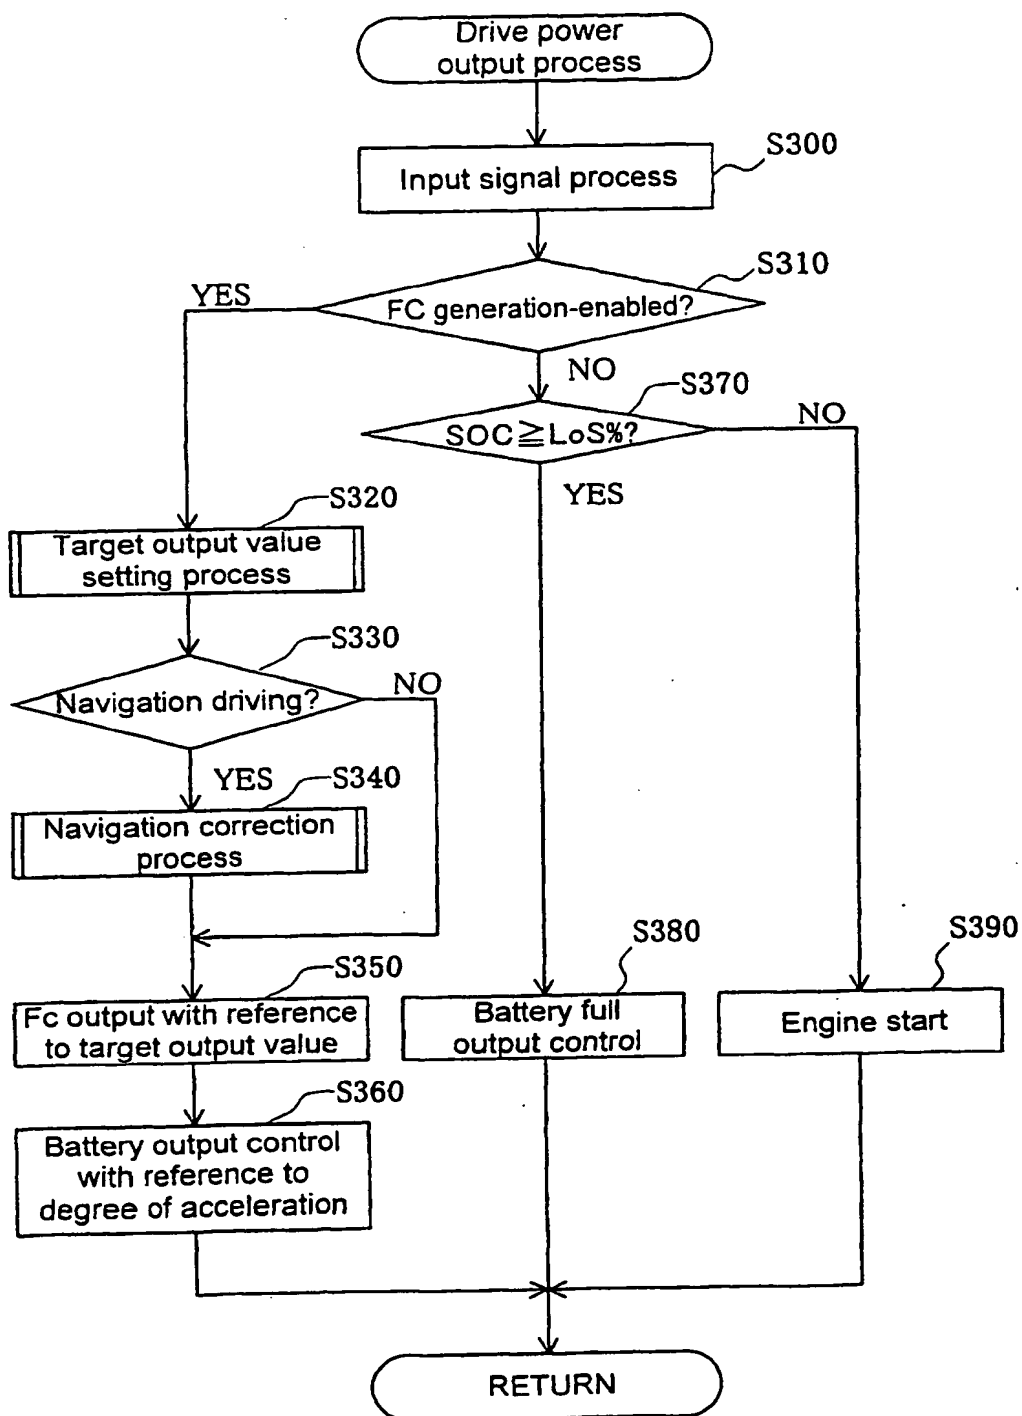 Drive power
output process
S300
Input signal process
S310
YES
FC generation-enabled?
NO
S370
NO
SOC≧LoS%?
YES
S320
Target output value
setting process
S330
Navigation driving?
NO
YES
S340
Navigation correction
process
S350
Fc output with reference
to target output value
S380
Battery full
output control
S390
Engine start
S360
Battery output control
with reference to
degree of acceleration
RETURN